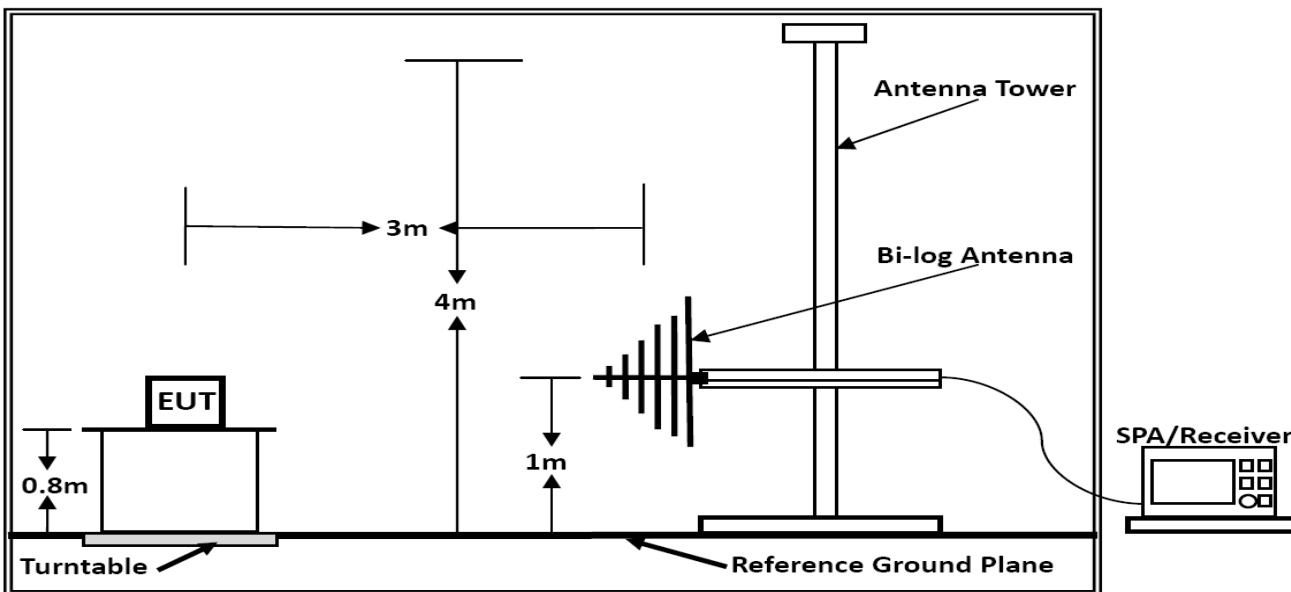 Antenna Tower
3m
Bi-log Antenna
4m
EUT
SPA/Receiver
1m
0.8m
Turntable
Reference Ground Plane